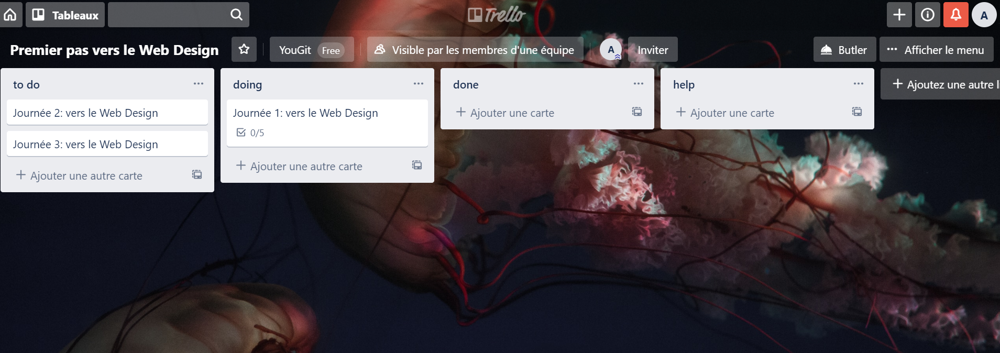 Tableaux
Trello
A
Premier pas vers le Web Design
YouGit Free
Visible par les membres d'une équipe
A
Inviter
Butler
Afficher le menu
to do
Journée 2: vers le Web Design
Journée 3: vers le Web Design
Ajouter une autre carte
doing
Journée 1: vers le Web Design
0/5
Ajouter une autre carte
done
Ajouter une carte
help
Ajouter une carte
Ajoutez une autre